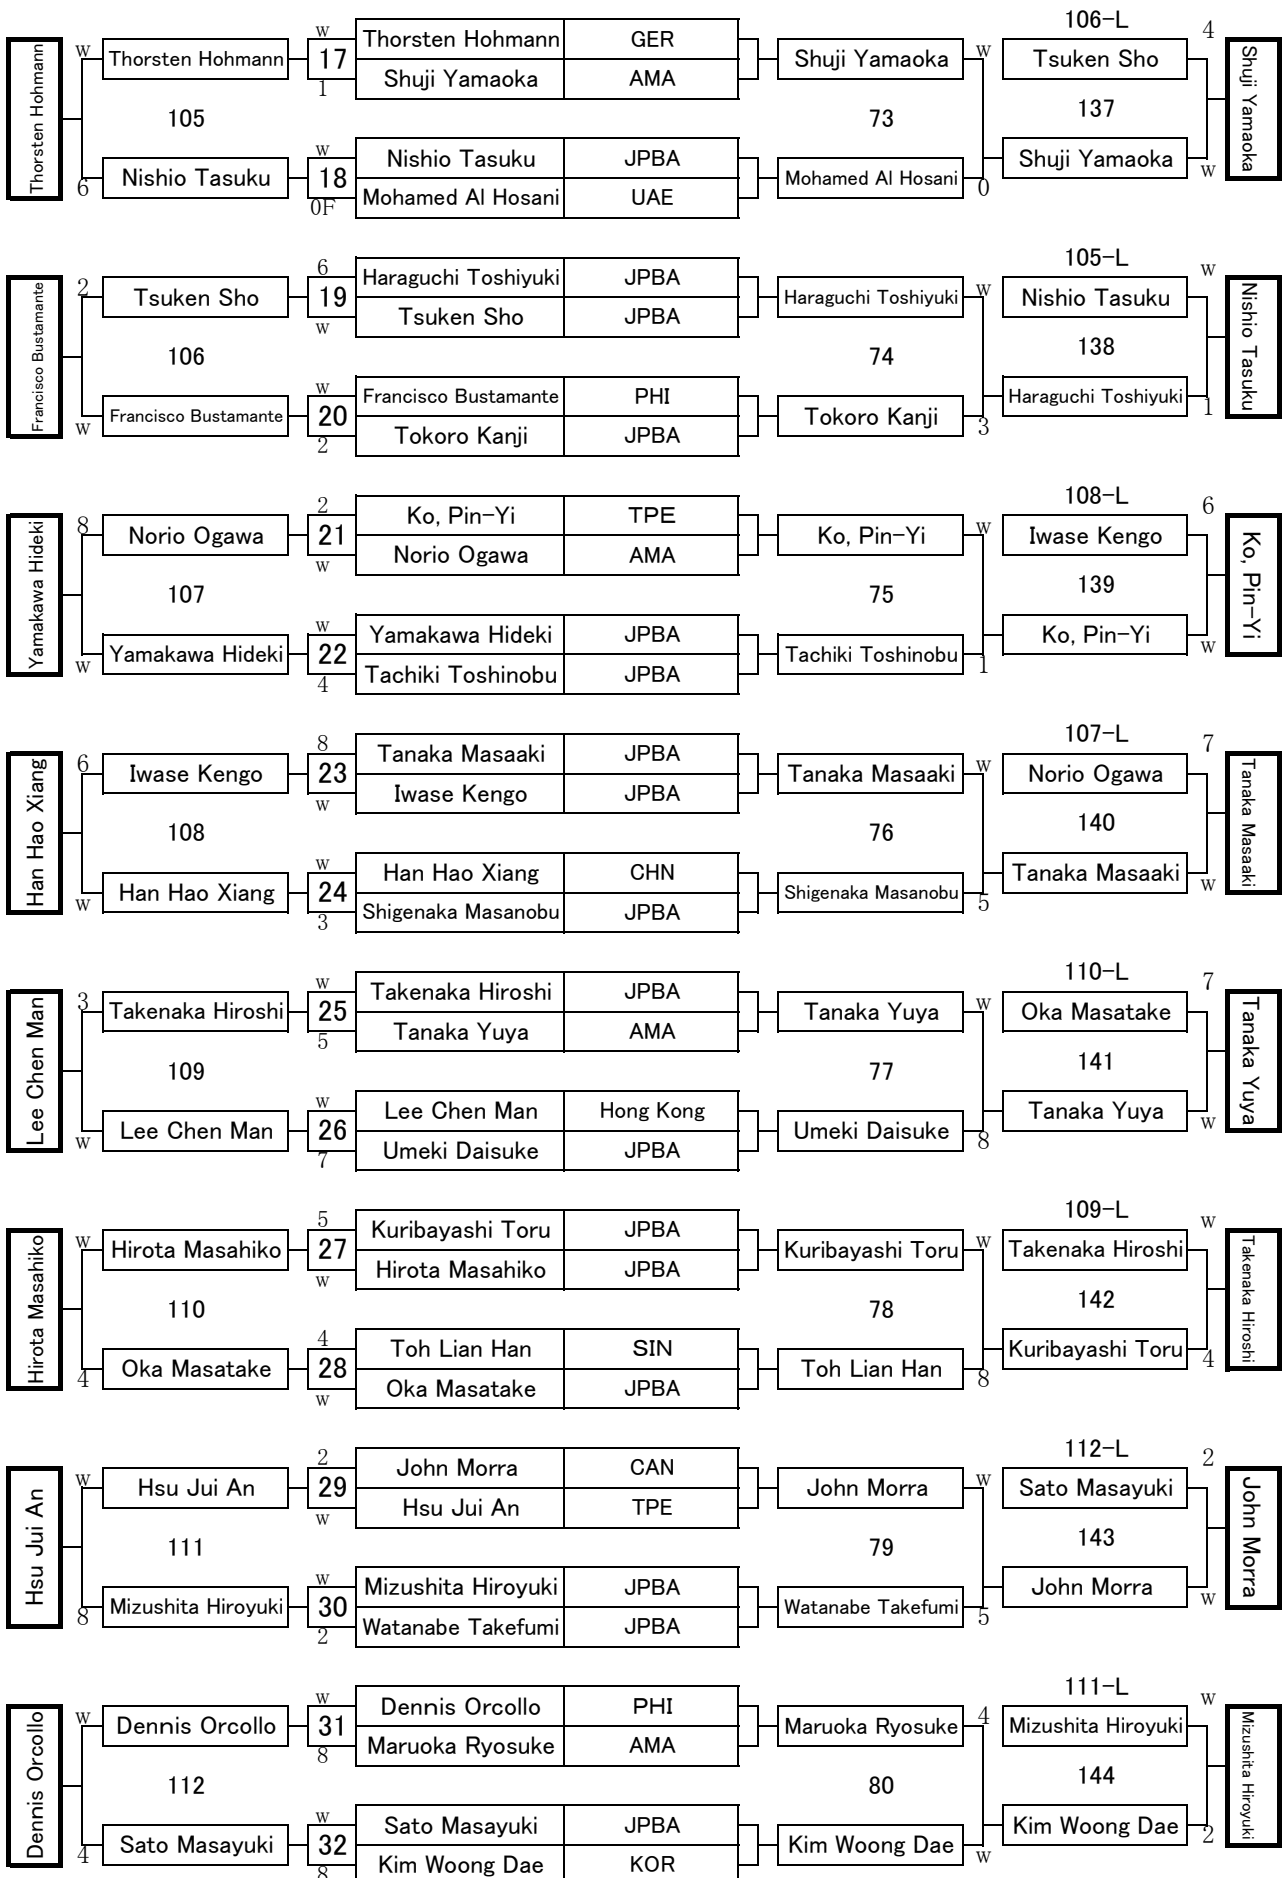 106-L
W Thorsten Hohmann GER 4
W Thorsten Hohmann 17 Shuji Yamaoka W Tsuken Sho
Shuji Yamaoka AMA
1
Thorsten Hohmann 105 73 137 Shuji Yamaoka
W Nishio Tasuku JPBA
6 Nishio Tasuku 18 Mohamed Al Hosani 0 Shuji Yamaoka W
Mohamed Al Hosani UAE
0F
105-L
6 Haraguchi Toshiyuki JPBA W
2 Tsuken Sho 19 Haraguchi Toshiyuki W Nishio Tasuku
W Tsuken Sho JPBA
Francisco Bustamante 106 74 138 Nishio Tasuku
W Francisco Bustamante PHI
W Francisco Bustamante 20 Tokoro Kanji 3 Haraguchi Toshiyuki 1
2 Tokoro Kanji JPBA
108-L
2 Ko, Pin-Yi TPE 6
8 Norio Ogawa 21 Ko, Pin-Yi W Iwase Kengo
W Norio Ogawa AMA
Yamakawa Hideki 107 75 139 Ko, Pin-Yi
W Yamakawa Hideki JPBA
W Yamakawa Hideki 22 Tachiki Toshinobu 1 Ko, Pin-Yi W
4 Tachiki Toshinobu JPBA
107-L
8 Tanaka Masaaki JPBA 7
6 Iwase Kengo 23 Tanaka Masaaki W Norio Ogawa
W Iwase Kengo JPBA
Han Hao Xiang 108 76 140 Tanaka Masaaki
W Han Hao Xiang CHN
W Han Hao Xiang 24 Shigenaka Masanobu 5 Tanaka Masaaki W
3 Shigenaka Masanobu JPBA
110-L
W Takenaka Hiroshi JPBA 7
3 Takenaka Hiroshi 25 Tanaka Yuya W Oka Masatake
5 Tanaka Yuya AMA
Lee Chen Man 109 77 141 Tanaka Yuya
W Lee Chen Man Hong Kong
W Lee Chen Man 26 Umeki Daisuke 8 Tanaka Yuya W
7 Umeki Daisuke JPBA
109-L
5 Kuribayashi Toru JPBA W
W Hirota Masahiko 27 Kuribayashi Toru W Takenaka Hiroshi
W Hirota Masahiko JPBA
Hirota Masahiko 110 78 142 Takenaka Hiroshi
4 Toh Lian Han SIN
4 Oka Masatake 28 Toh Lian Han 8 Kuribayashi Toru 4
W Oka Masatake JPBA
112-L
2 John Morra CAN 2
W Hsu Jui An 29 John Morra W Sato Masayuki
W Hsu Jui An TPE
Hsu Jui An 111 79 143 John Morra
W Mizushita Hiroyuki JPBA
8 Mizushita Hiroyuki 30 Watanabe Takefumi 5 John Morra W
2 Watanabe Takefumi JPBA
111-L
W Dennis Orcollo PHI W
W Dennis Orcollo 31 Maruoka Ryosuke 4 Mizushita Hiroyuki
8 Maruoka Ryosuke AMA
Dennis Orcollo 112 80 144 Mizushita Hiroyuki
W Sato Masayuki JPBA
4 Sato Masayuki 32 Kim Woong Dae W Kim Woong Dae 2
8 Kim Woong Dae KOR